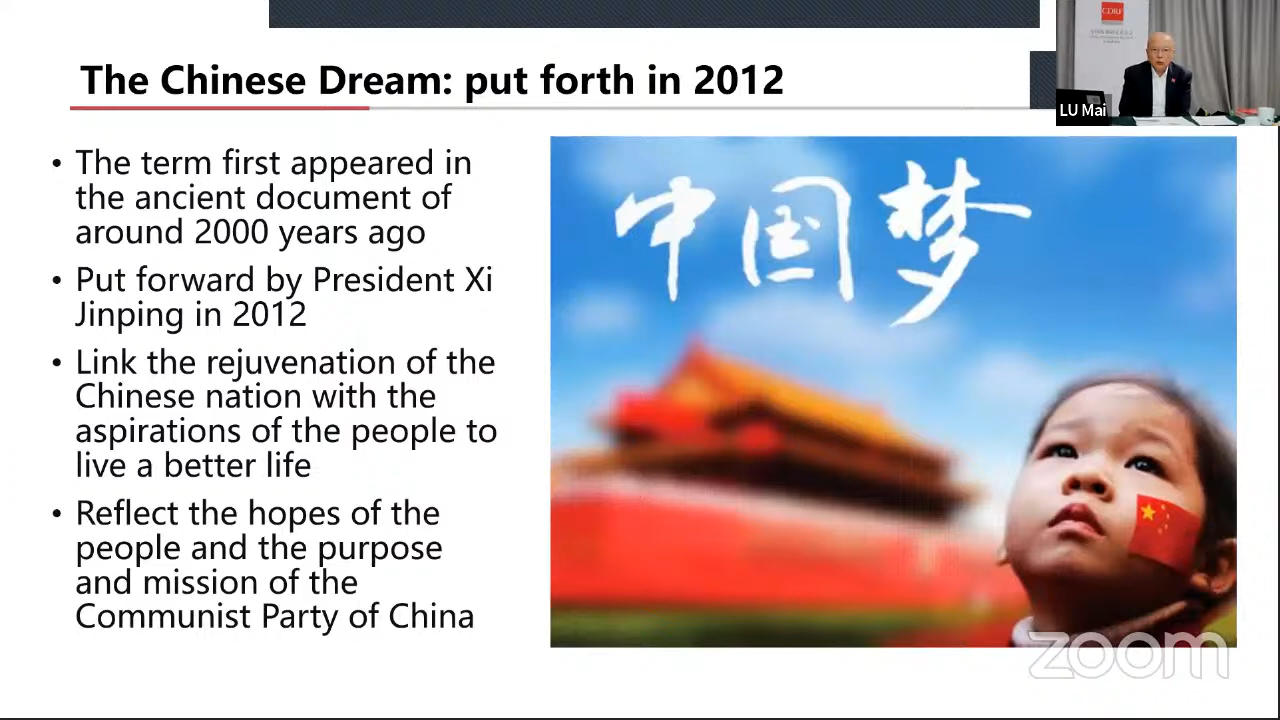 The Chinese Dream: put forth in 2012
CDRF
LU Mai
• The term first appeared in
the ancient document of
around 2000 years ago
• Put forward by President Xi
Jinping in 2012
• Link the rejuvenation of the
Chinese nation with the
aspirations of the people to
live a better life
• Reflect the hopes of the
people and the purpose
and mission of the
Communist Party of China
中国梦
zoom